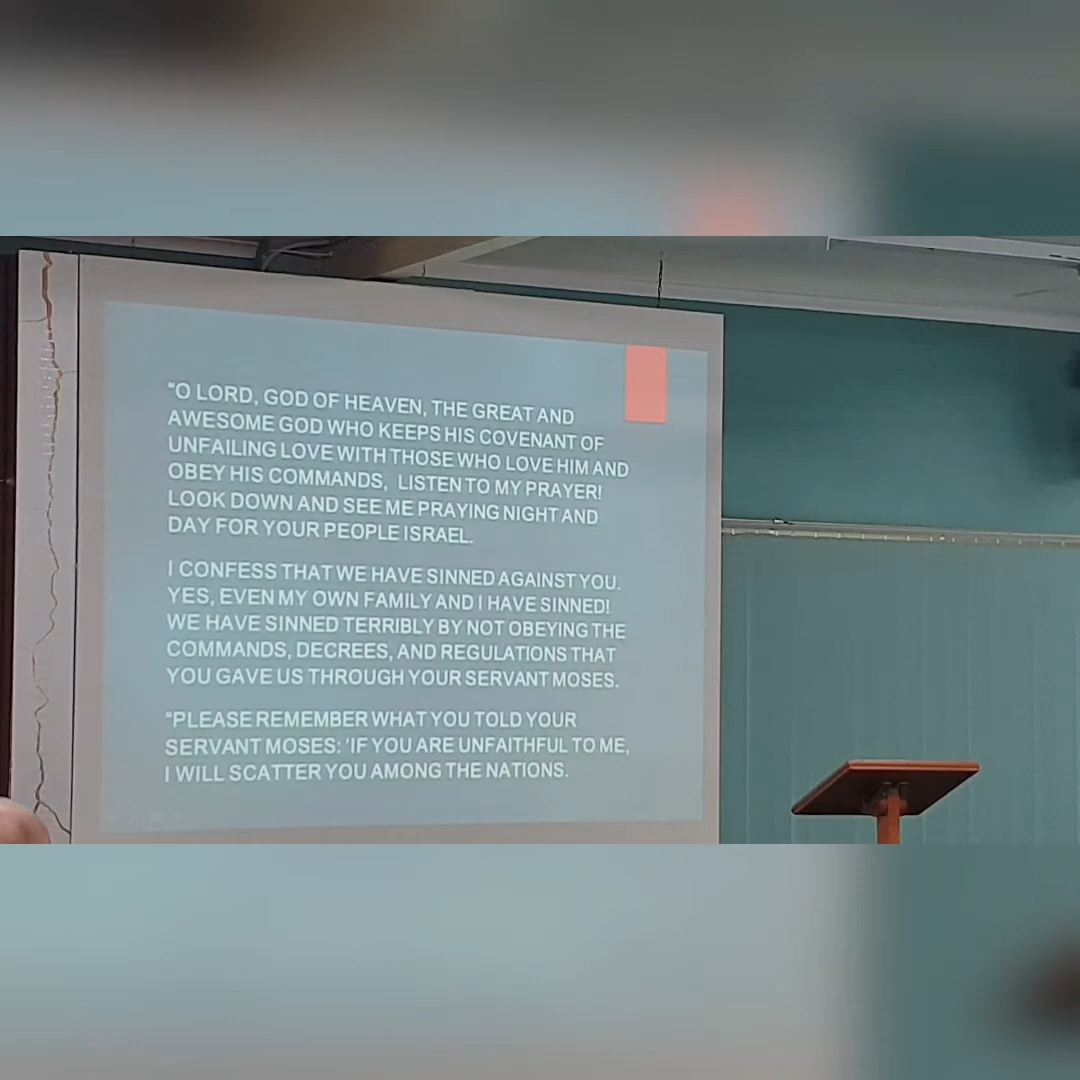 "O LORD, GOD OF HEAVEN, THE GREAT AND
AWESOME GOD WHO KEEPS HIS COVENANT OF
UNFAILING LOVE WITH THOSE WHO LOVE HIM AND
OBEY HIS COMMANDS, LISTEN TO MY PRAYER!
LOOK DOWN AND SEE ME PRAYING NIGHT AND
DAY FOR YOUR PEOPLE ISRAEL.
I CONFESS THAT WE HAVE SINNED AGAINST YOU.
YES, EVEN MY OWN FAMILY AND I HAVE SINNED!
WE HAVE SINNED TERRIBLY BY NOT OBEYING THE
COMMANDS, DECREES, AND REGULATIONS THAT
YOU GAVE US THROUGH YOUR SERVANT MOSES.
"PLEASE REMEMBER WHAT YOU TOLD YOUR
SERVANT MOSES: 'IF YOU ARE UNFAITHFUL TO ME,
I WILL SCATTER YOU AMONG THE NATIONS.